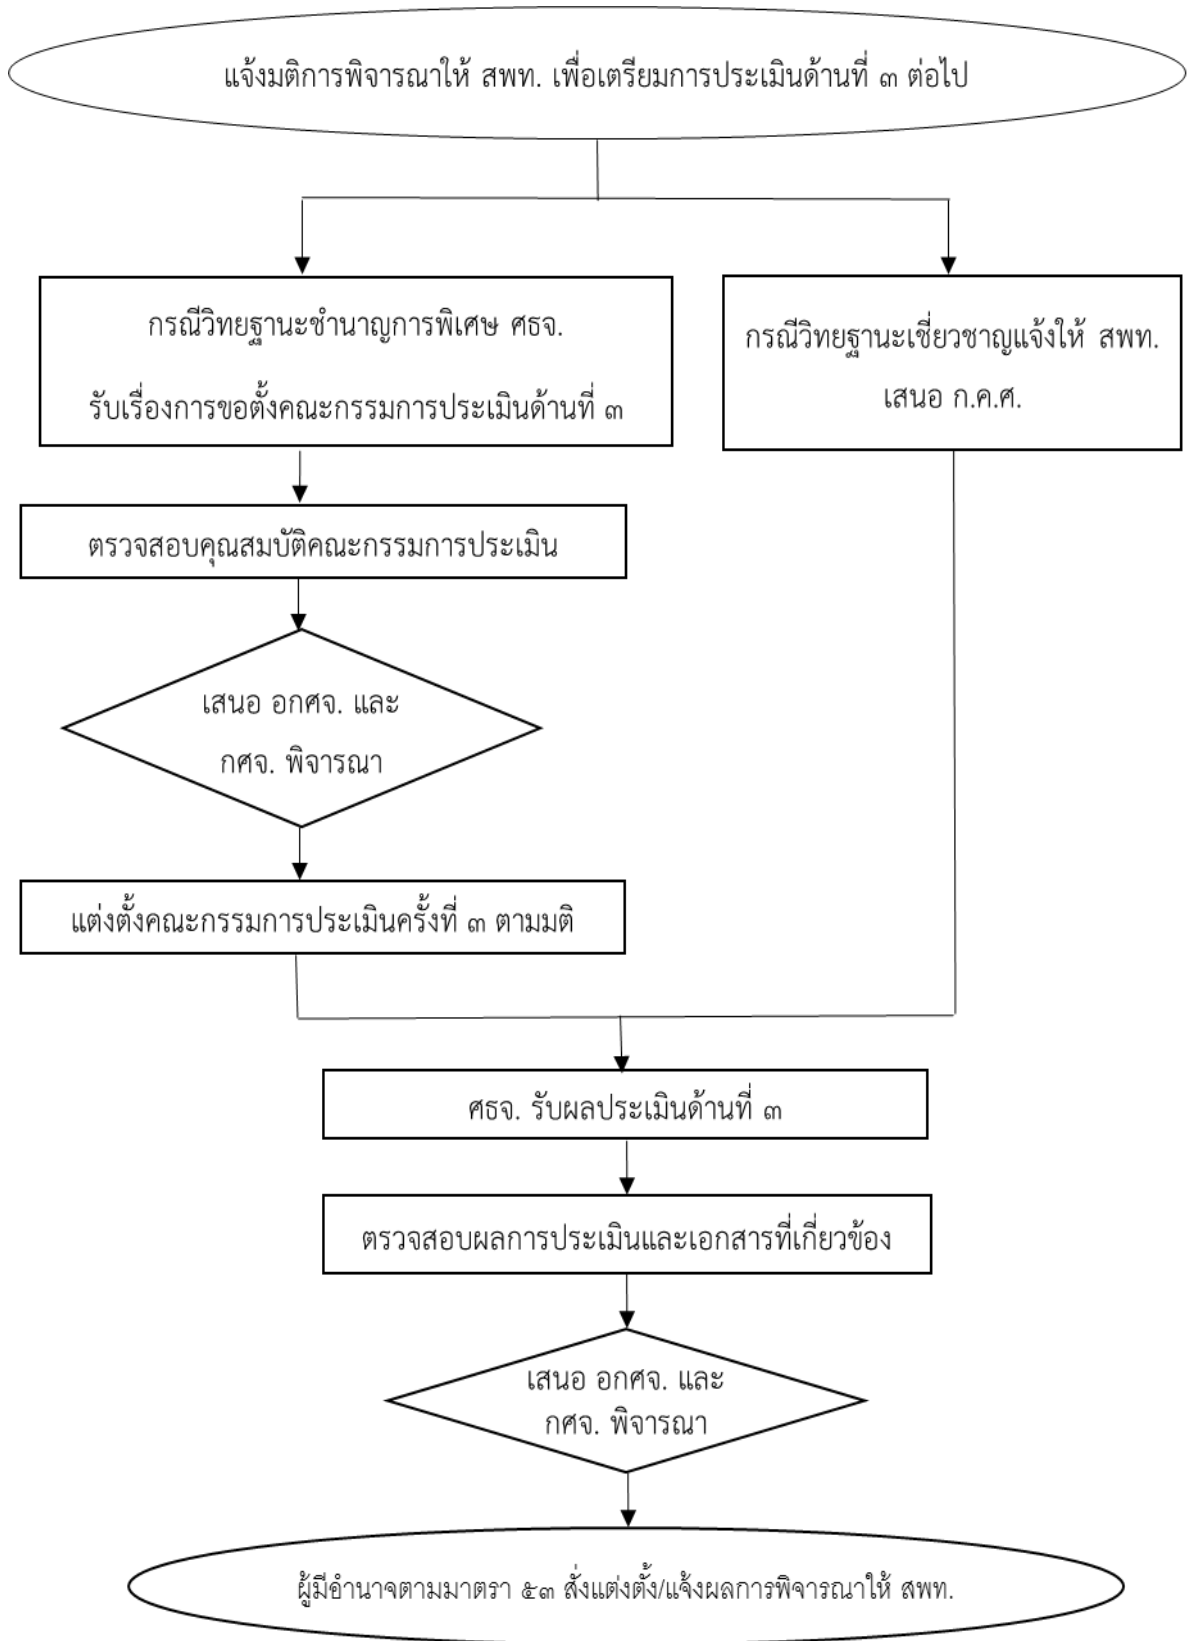 แจ้งมติการพิจารณาให้ สพท. เพื่อเตรียมการประเมินด้านที่ ๓ ต่อไป
กรณีวิทยฐานะชำนาญการพิเศษ ศธจ.
รับเรื่องการขอตั้งคณะกรรมการประเมินด้านที่ ๓
กรณีวิทยฐานะเชี่ยวชาญแจ้งให้ สพท.
เสนอ ก.ค.ศ.
ตรวจสอบคุณสมบัติคณะกรรมการประเมิน
เสนอ อกศจ. และ
กศจ. พิจารณา
แต่งตั้งคณะกรรมการประเมินครั้งที่ ๓ ตามมติ
ศธจ. รับผลประเมินด้านที่ ๓
ตรวจสอบผลการประเมินและเอกสารที่เกี่ยวข้อง
เสนอ อกศจ. และ
กศจ. พิจารณา
ผู้มีอำนาจตามมาตรา ๕๓ สั่งแต่งตั้ง/แจ้งผลการพิจารณาให้ สพท.